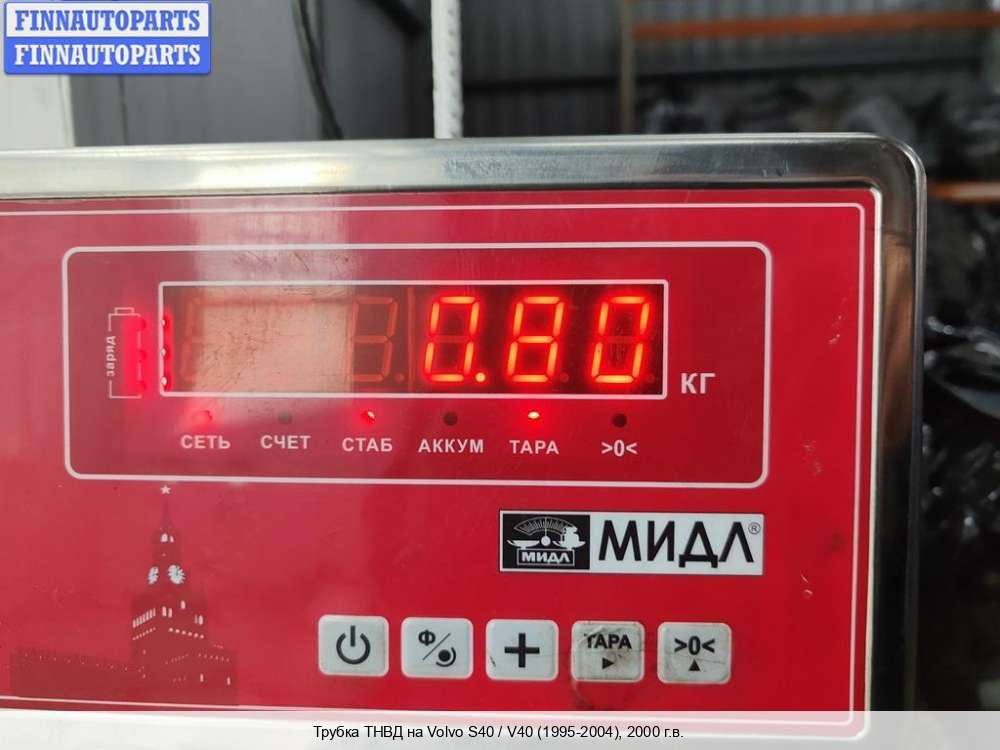 FINNAUTOPARTS
FINNAUTOPARTS
заряд
0.80
КГ
СЕТЬ СЧЕТ СТАБ АККУМ ТАРА >0<
МИДЛ МИДЛ®
Ф ТАРА >0<
Трубка ТНВД на Volvo S40 / V40 (1995-2004), 2000 г.в.